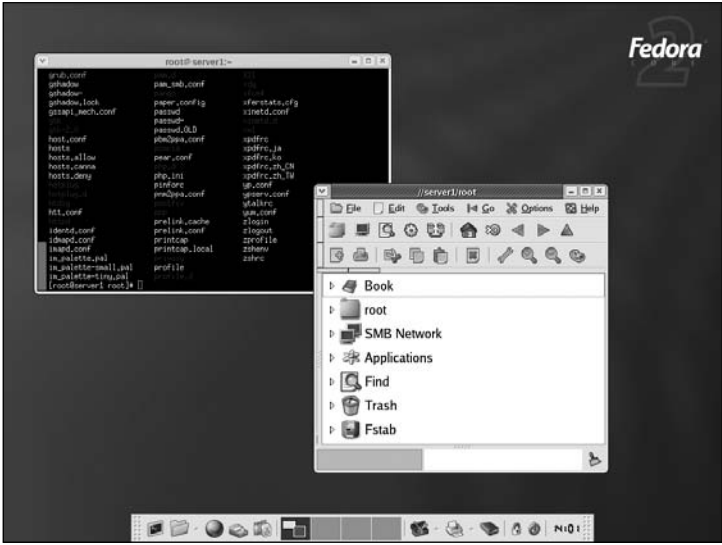 Fedora
2
root@server1:~
grub.conf
gshadow pam_smb.conf
gshadow-
gshadow.lock paper.config xferstats.cfg
gssapi_mech.conf passwd xinetd.conf
passwd-
passwd.OLD
host.conf pbm2ppa.conf xpdfrc
hosts xpdfrc.ja
hosts.allow pear.conf xpdfrc.ko
hosts.canna xpdfrc.zh_CN
hosts.deny php.ini xpdfrc.zh_TW
pinforc yp.conf
pnm2ppa.conf ypserv.conf
ytalkrc
htt.conf yum.conf
prelink.cache zlogin
identd.conf prelink.conf zlogout
idmapd.conf printcap zprofile
imapd.conf printcap.local zshenv
im_palette.pal zshrc
im_palette-small.pal profile
im_palette-tiny.pal
[root@server1 root]#
//server1/root
File Edit Tools Go Options Help
Book
root
SMB Network
Applications
Find
Trash
Fstab